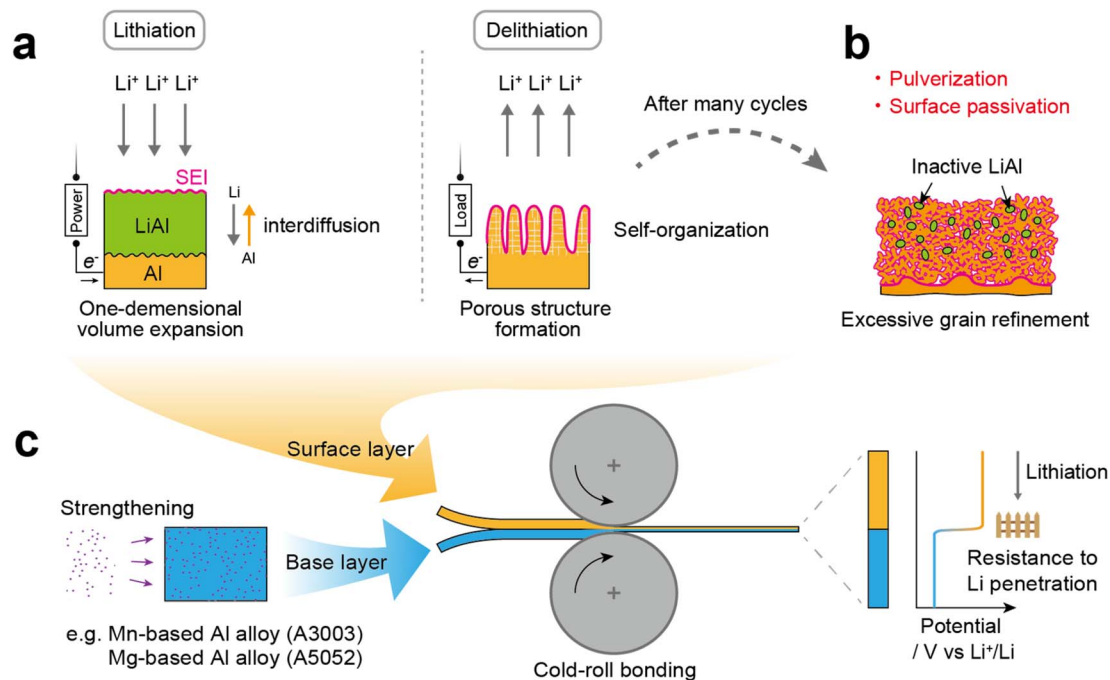 a
Lithiation
Li⁺ Li⁺ Li⁺
Power
SEI
LiAl
Al
e⁻
Li
Al
interdiffusion
One-demensional
volume expansion
Delithiation
Li⁺ Li⁺ Li⁺
Load
e⁻
Self-organization
Porous structure
formation
After many cycles
b
• Pulverization
• Surface passivation
Inactive LiAl
Excessive grain refinement
c
Surface layer
Strengthening
Base layer
e.g. Mn-based Al alloy (A3003)
Mg-based Al alloy (A5052)
Cold-roll bonding
Lithiation
Resistance to
Li penetration
Potential
/ V vs Li⁺/Li